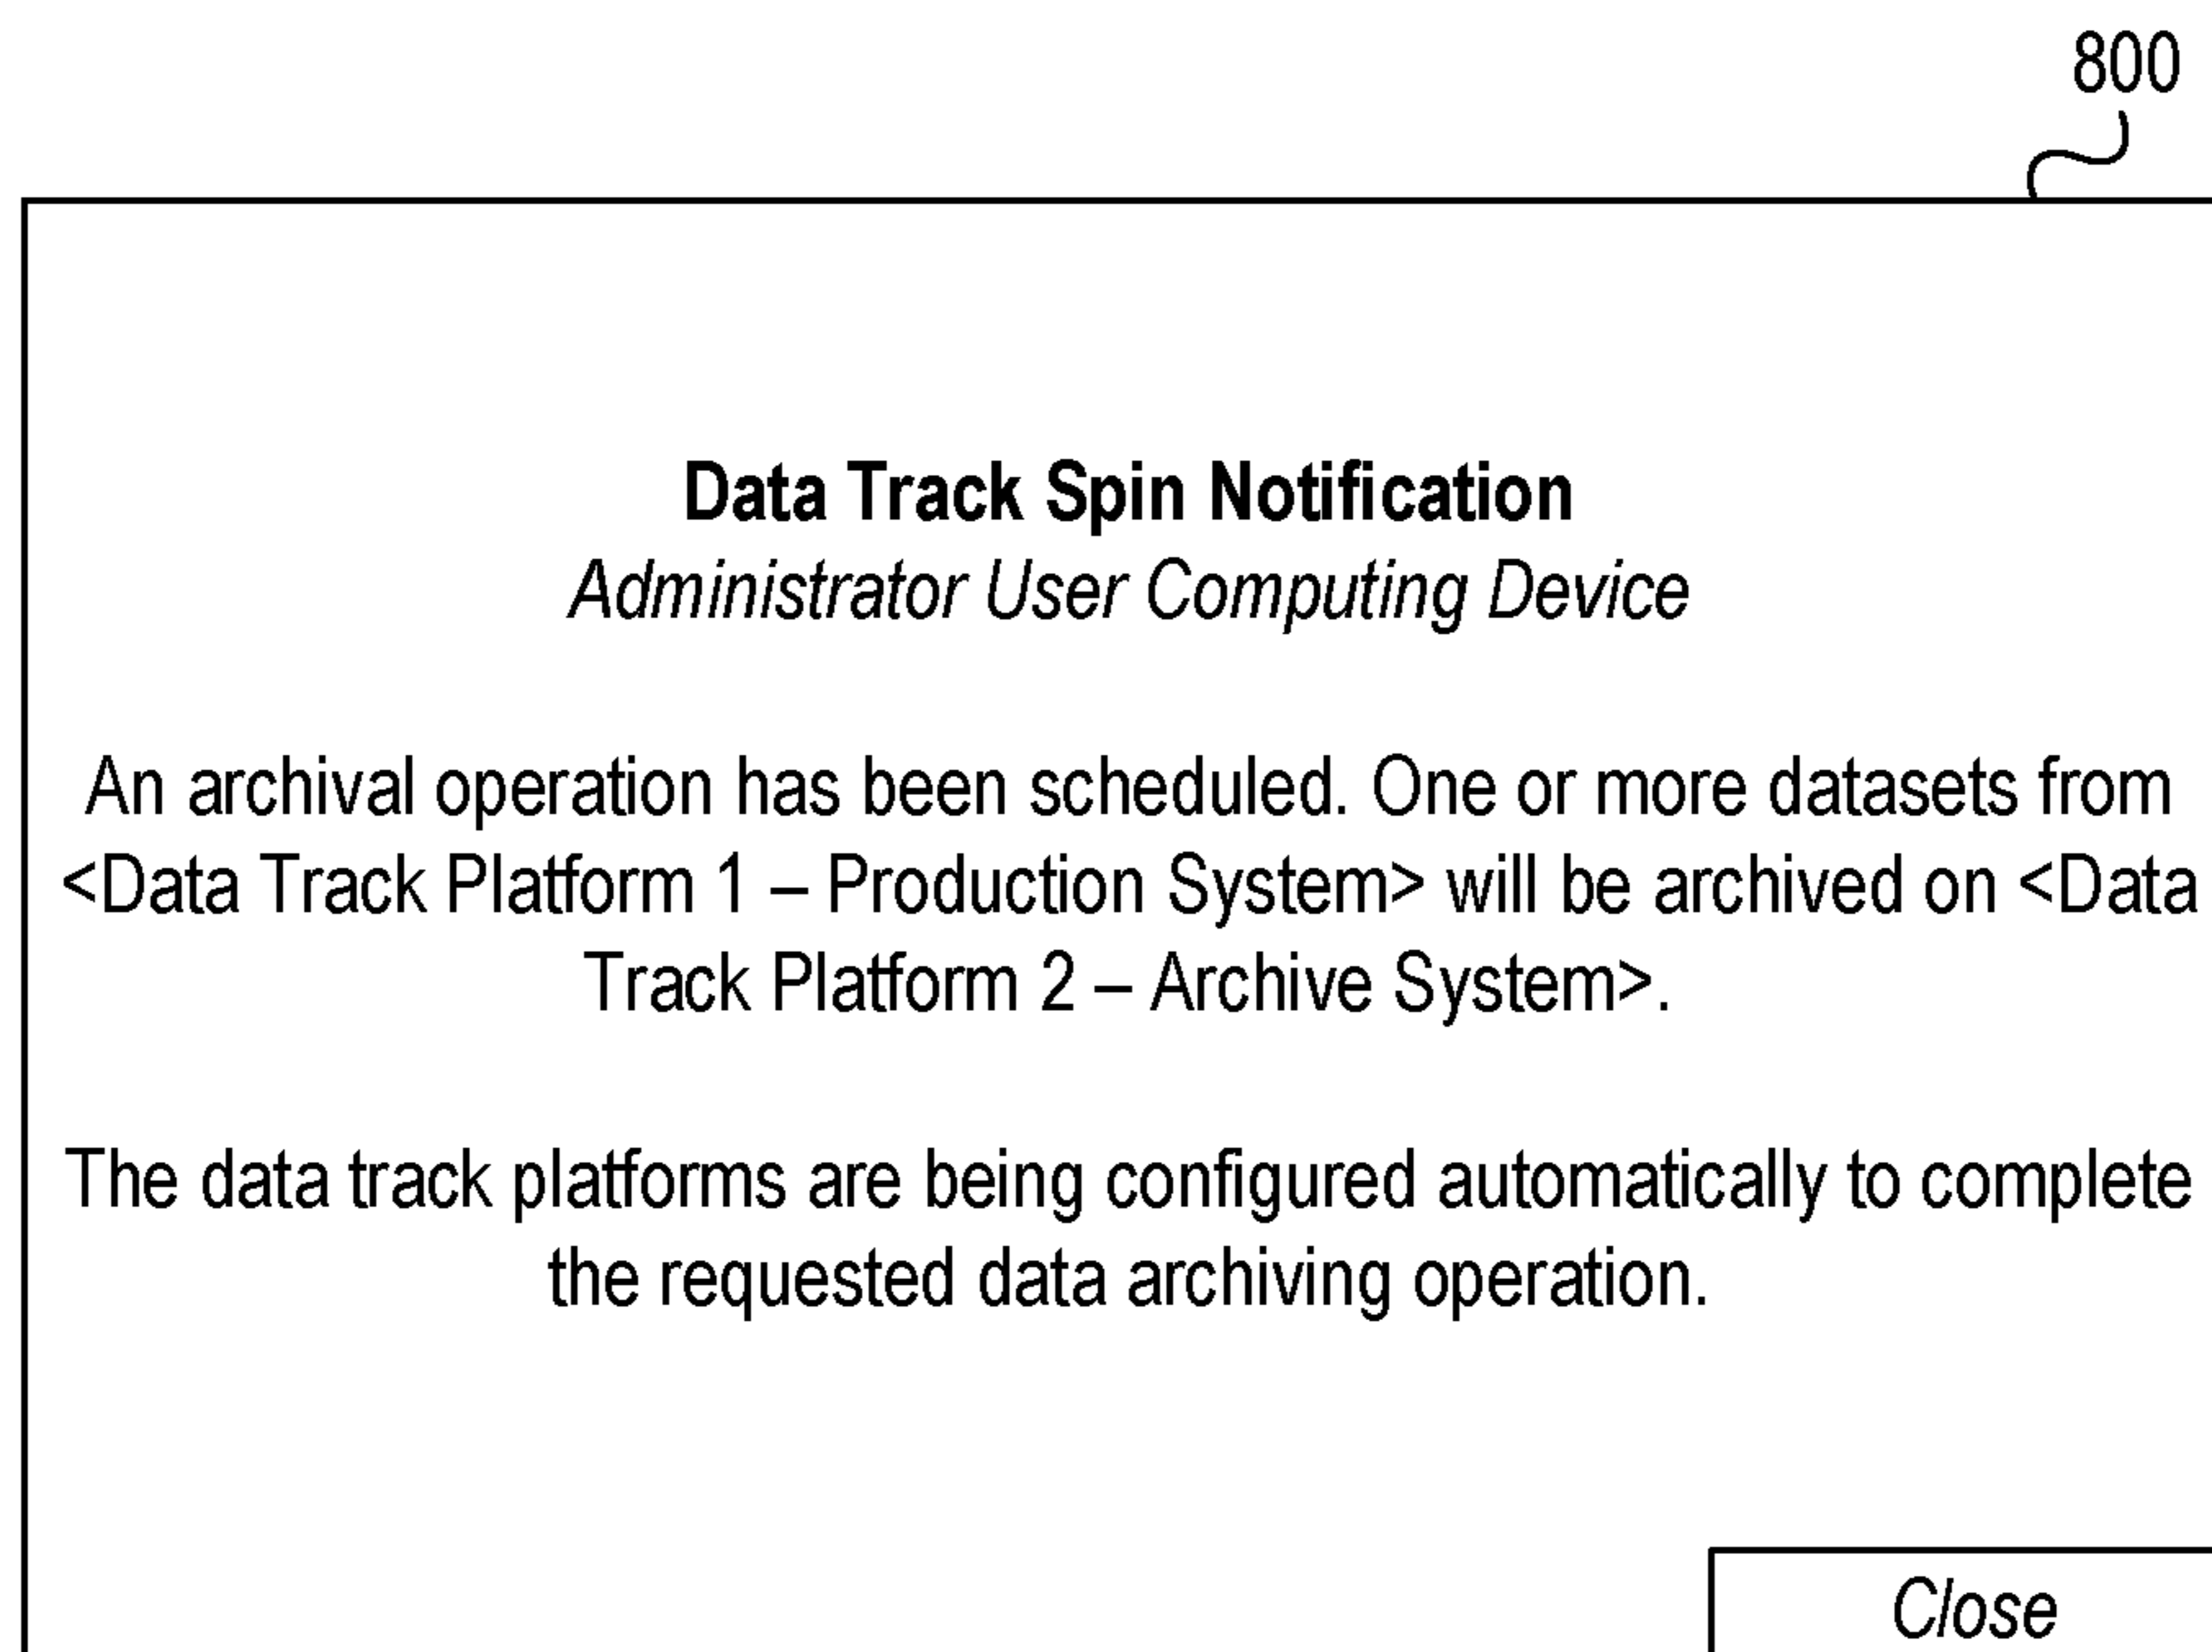 800
Data Track Spin Notification
Administrator User Computing Device
An archival operation has been scheduled. One or more datasets from
<Data Track Platform 1 – Production System> will be archived on <Data
Track Platform 2 – Archive System>.
The data track platforms are being configured automatically to complete
the requested data archiving operation.
Close